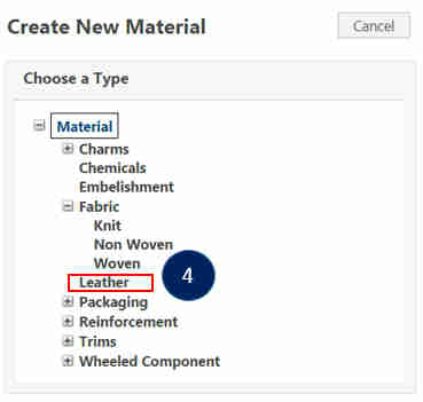 Create New Material
Cancel
Choose a Type
Material
Charms
Chemicals
Embelishment
Fabric
Knit
Non Woven
Woven
4
Leather
Packaging
Reinforcement
Trims
Wheeled Component